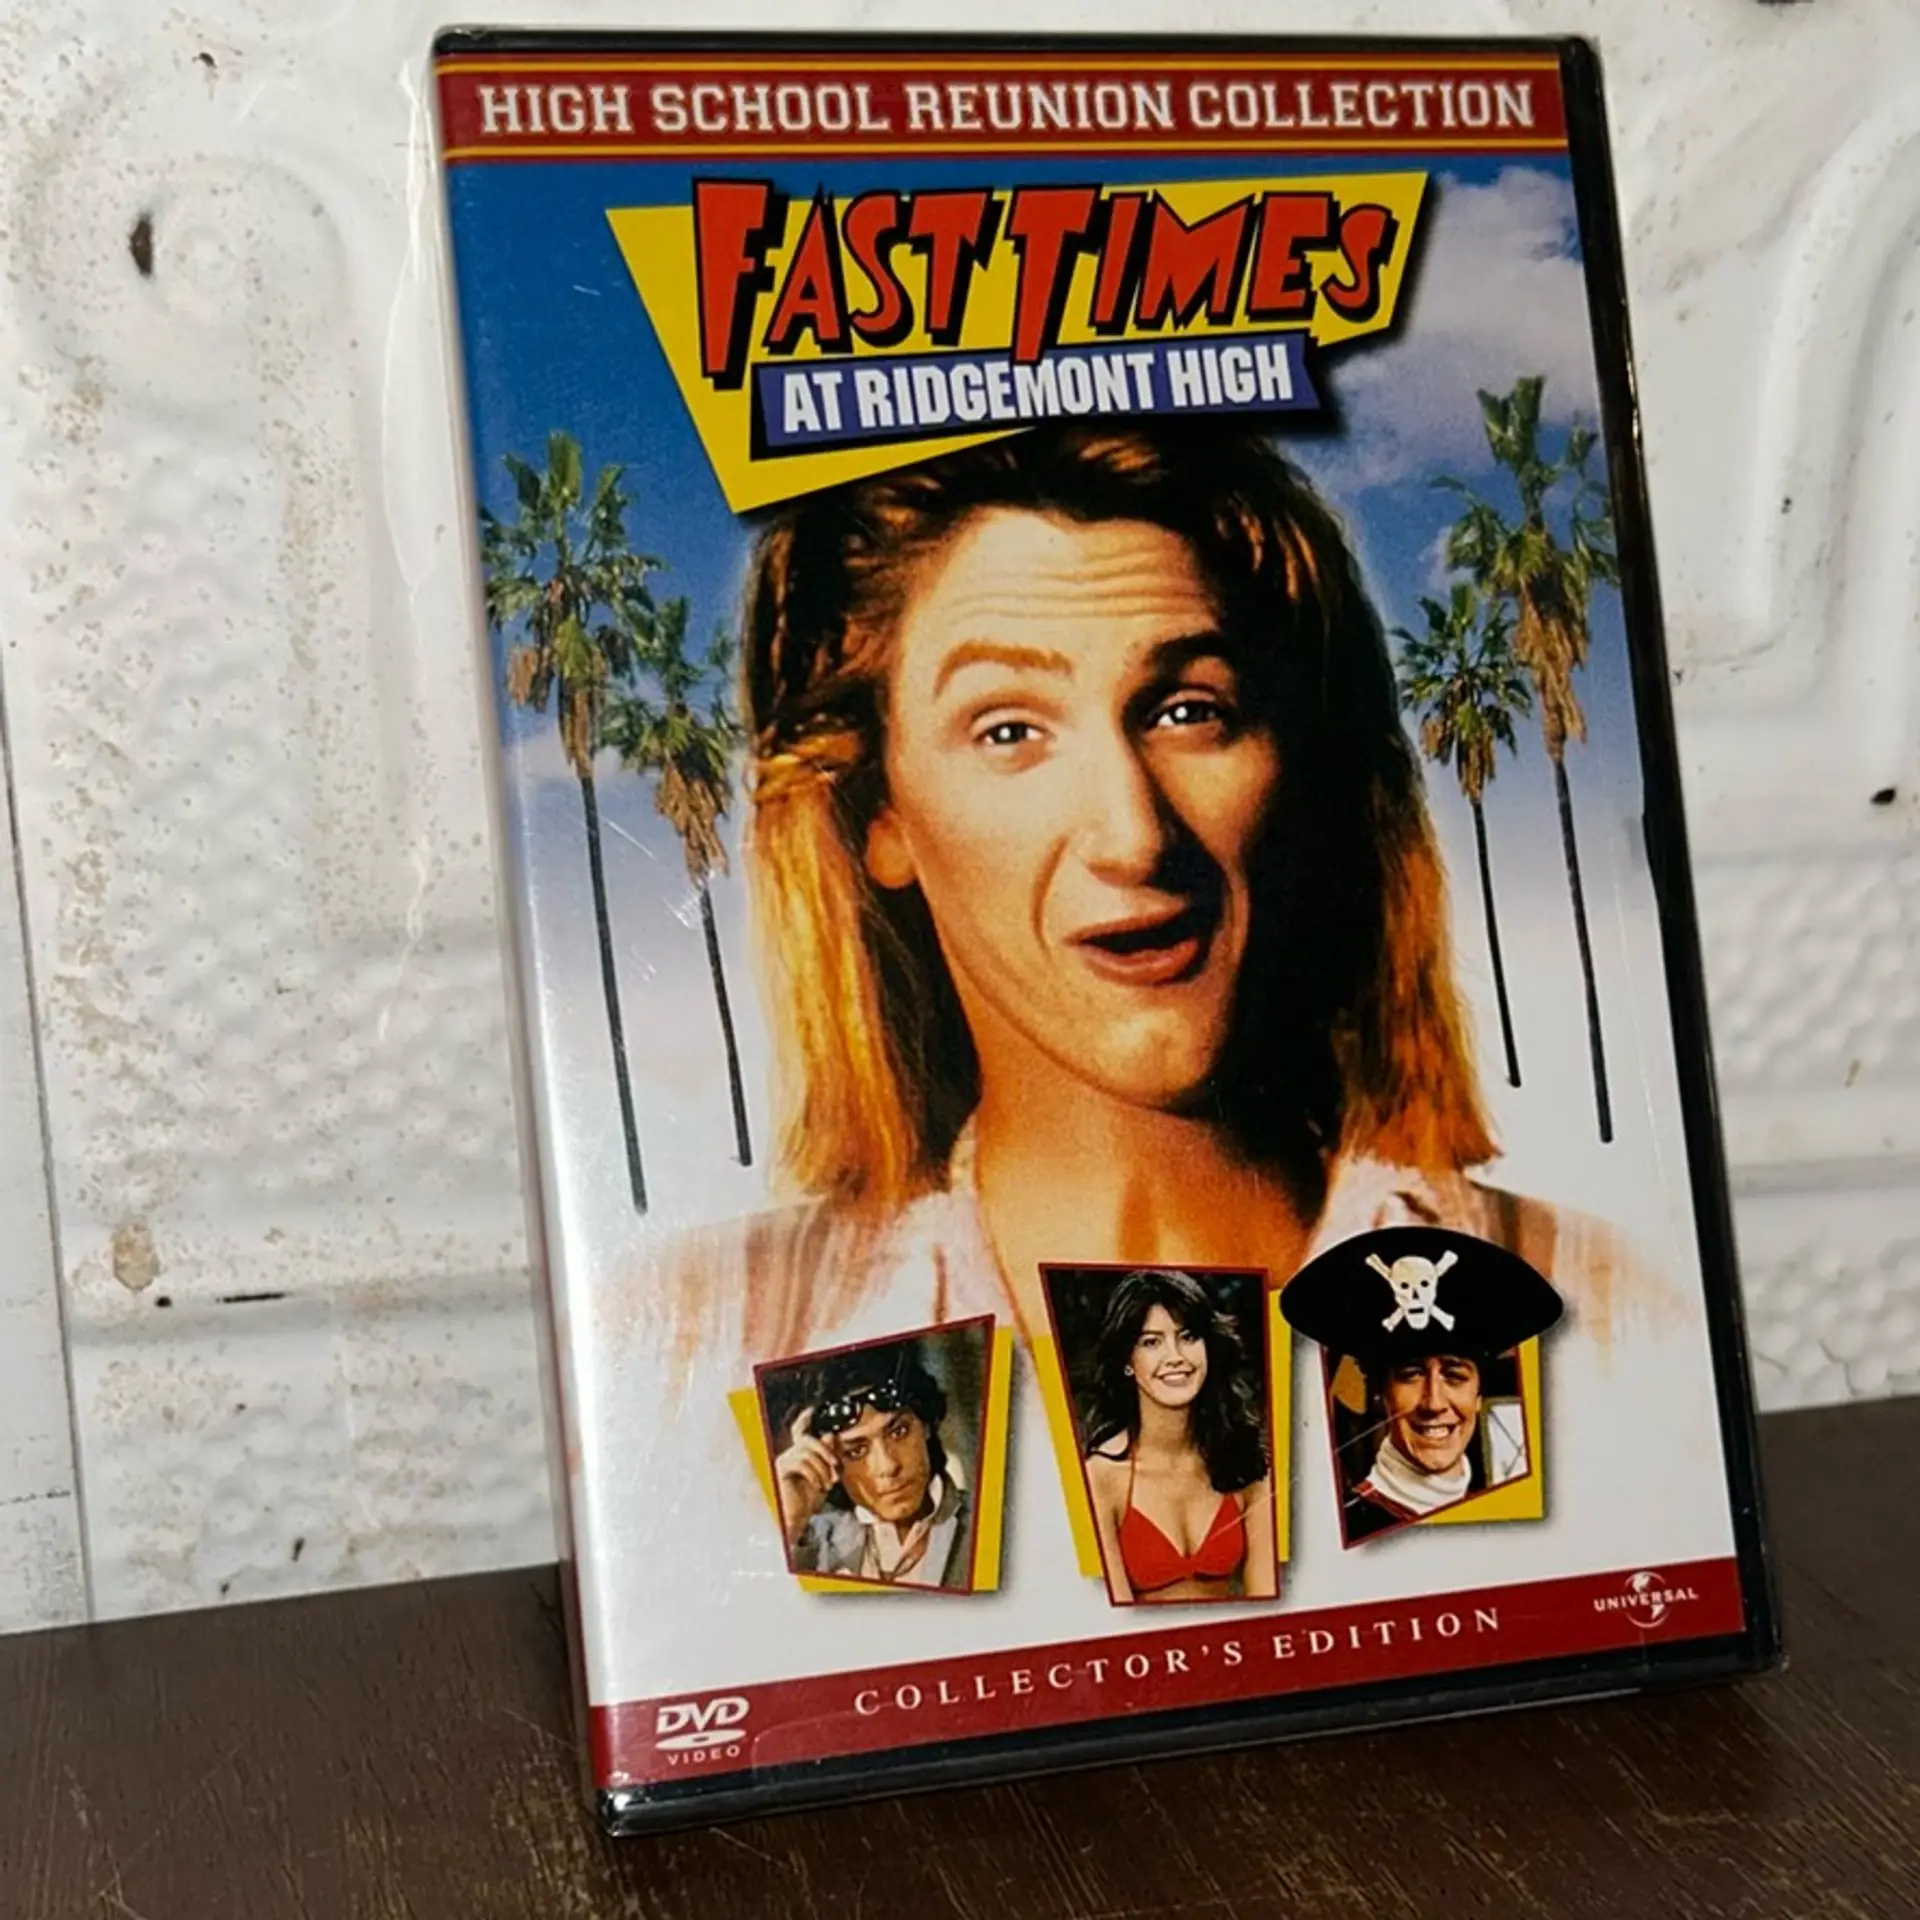 HIGH SCHOOL REUNION COLLECTION
FAST TIMES
AT RIDGEMONT HIGH
COLLECTOR'S EDITION
UNIVERSAL
DVD
VIDEO